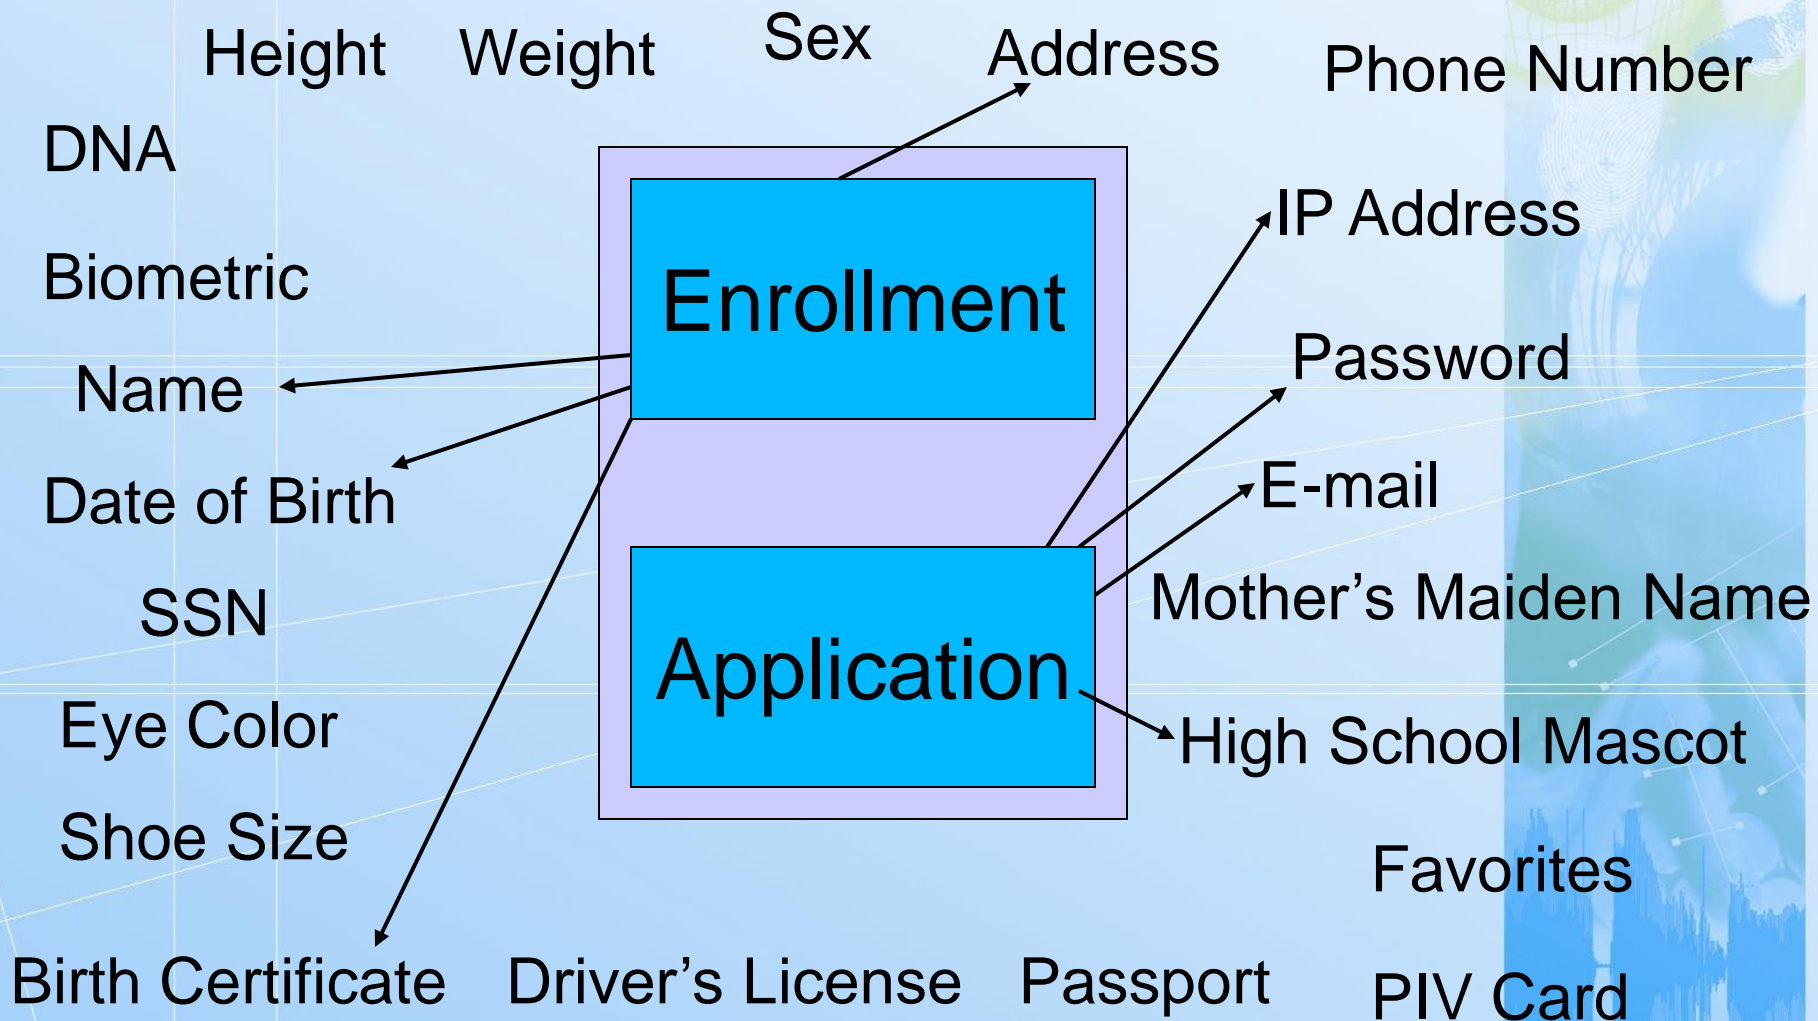 Height Weight Sex Address Phone Number
DNA
IP Address
Biometric
Enrollment
Password
Name
E-mail
Date of Birth
Mother’s Maiden Name
SSN
Application
Eye Color
High School Mascot
Shoe Size
Favorites
Birth Certificate Driver’s License Passport PIV Card